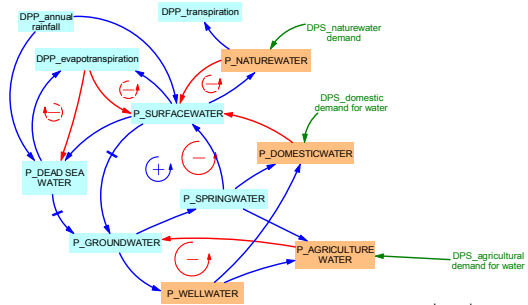 DPP_annual
rainfall
DPP_transpiration
DPS_naturewater
demand
DPP_evapotranspiration
P_NATUREWATER
DPS_domestic
demand for water
P_SURFACEWATER
P_DOMESTICWATER
P_DEAD SEA
WATER
P_SPRINGWATER
P_GROUNDWATER
P_AGRICULTURE
WATER
DPS_agricultural
demand for water
P_WELLWATER